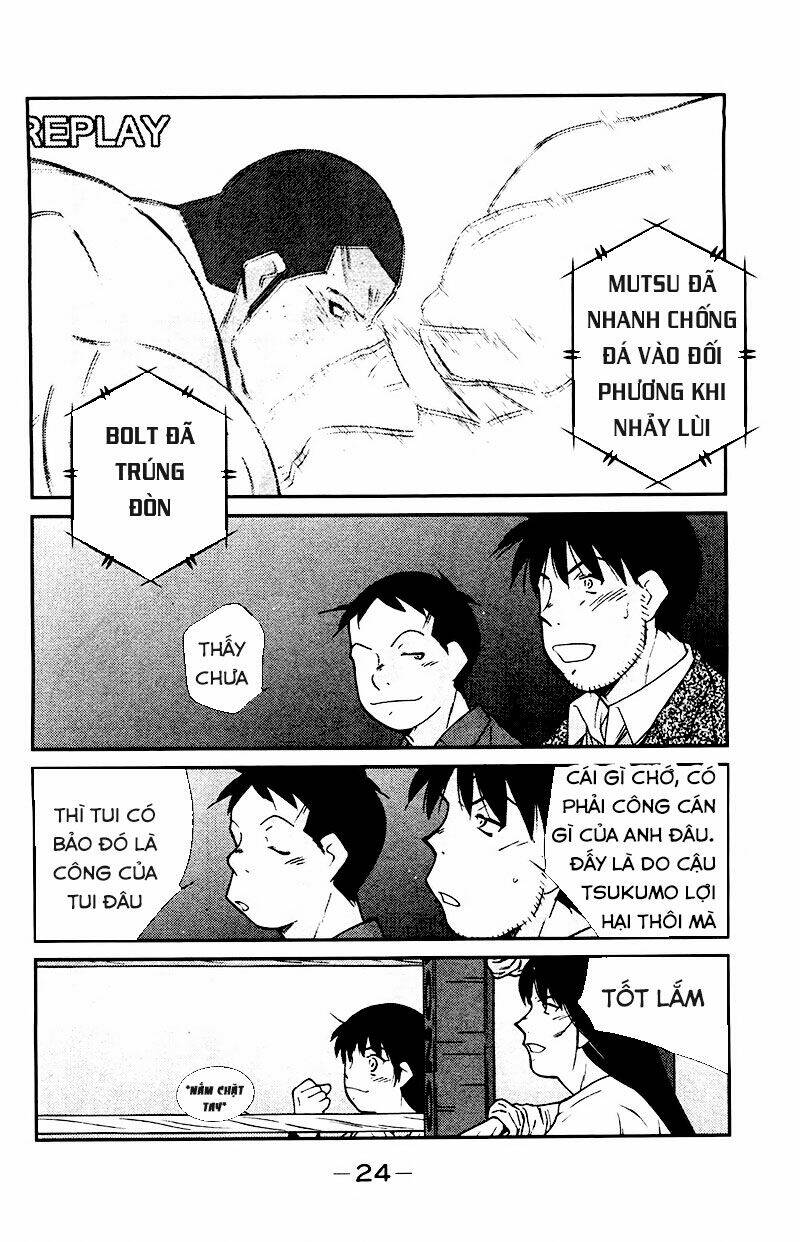 REPLAY
MUTSU ĐÃ
NHANH CHỐNG
ĐÁ VÀO ĐỐI
PHƯƠNG KHI
NHẢY LÙI
BOLT ĐÃ
TRÚNG
ĐÒN
THẤY
CHƯA
CÁI GÌ CHỚ, CÓ
PHẢI CÔNG CÁN
GÌ CỦA ANH ĐÂU.
ĐẤY LÀ DO CẬU
TSUKUMO LỢI
HẠI THÔI MÀ
THÌ TUI CÓ
BẢO ĐÓ LÀ
CÔNG CỦA
TUI ĐÂU
TỐT LẮM
*NẮM CHẶT
TAY*
-24-